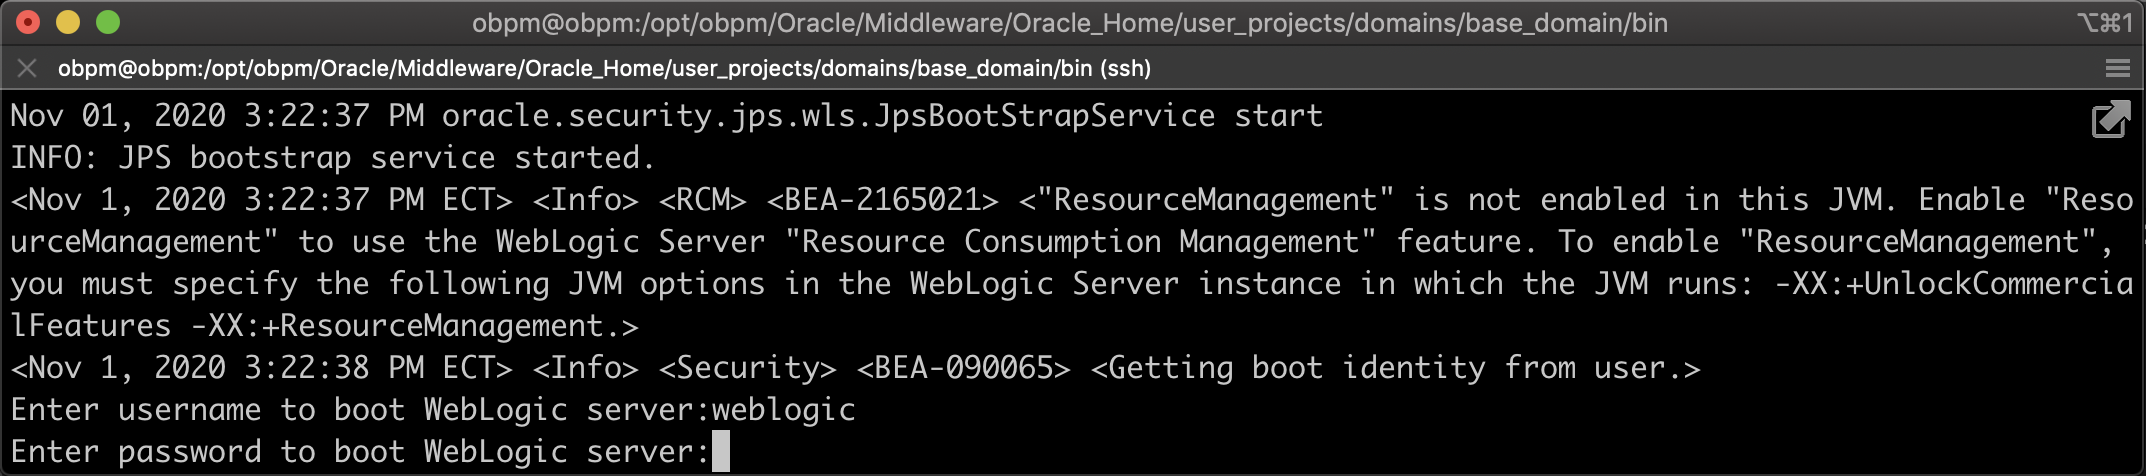 obpm@obpm:/opt/obpm/Oracle/Middleware/Oracle_Home/user_projects/domains/base_domain/bin ⌥⌘1
obpm@obpm:/opt/obpm/Oracle/Middleware/Oracle_Home/user_projects/domains/base_domain/bin (ssh)
Nov 01, 2020 3:22:37 PM oracle.security.jps.wls.JpsBootStrapService start
INFO: JPS bootstrap service started.
<Nov 1, 2020 3:22:37 PM ECT> <Info> <RCM> <BEA-2165021> <"ResourceManagement" is not enabled in this JVM. Enable "Reso
urceManagement" to use the WebLogic Server "Resource Consumption Management" feature. To enable "ResourceManagement",
you must specify the following JVM options in the WebLogic Server instance in which the JVM runs: -XX:+UnlockCommercia
lFeatures -XX:+ResourceManagement.>
<Nov 1, 2020 3:22:38 PM ECT> <Info> <Security> <BEA-090065> <Getting boot identity from user.>
Enter username to boot WebLogic server:weblogic
Enter password to boot WebLogic server: